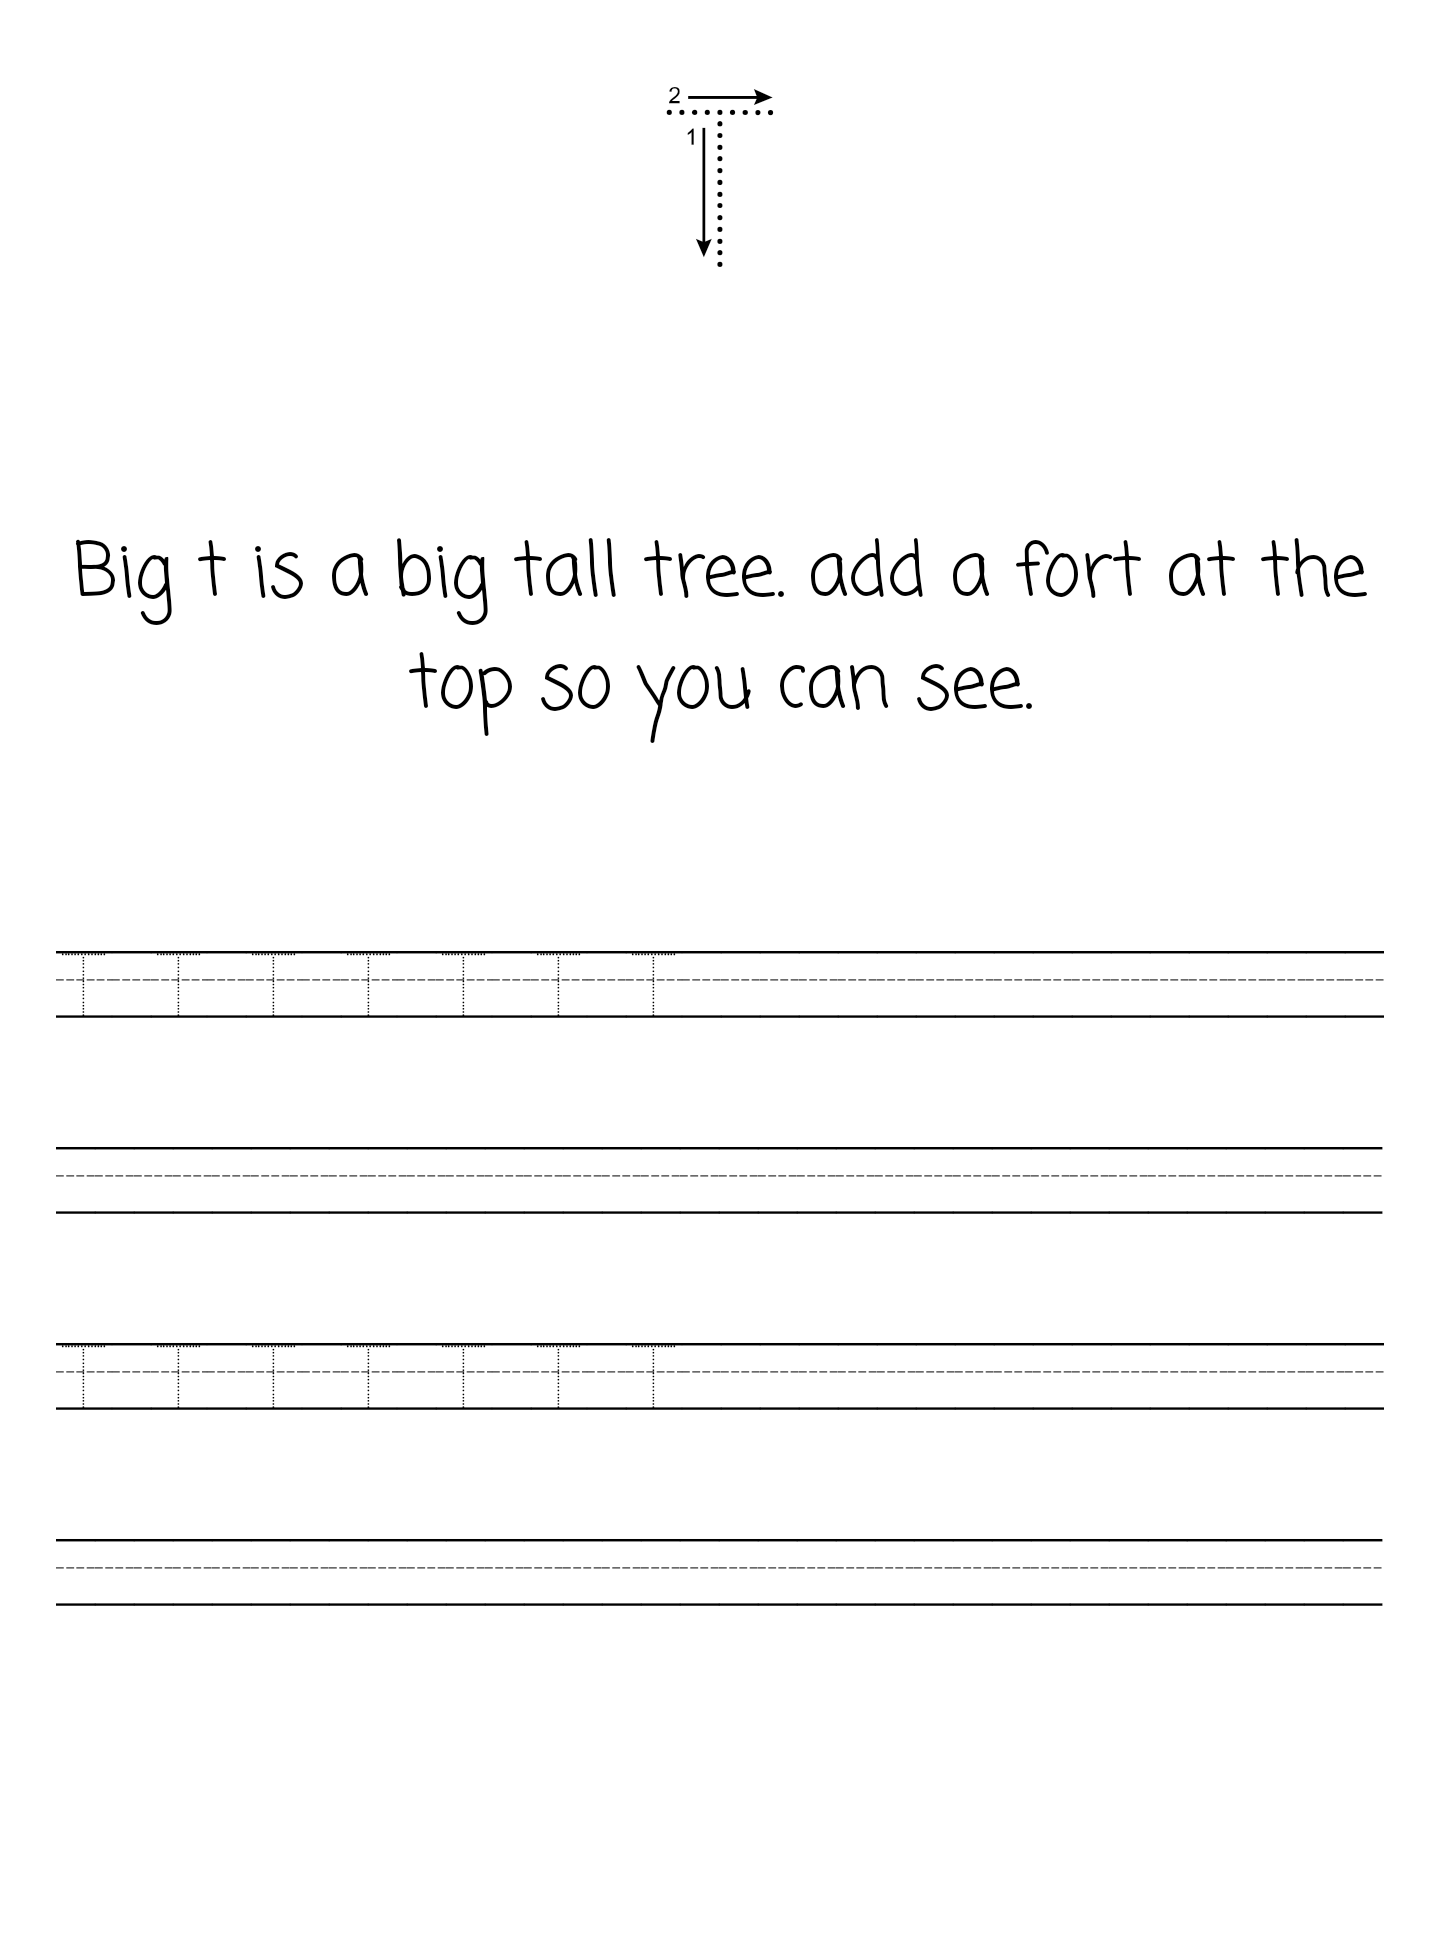 2
1
T
Big t is a big tall tree. add a fort at the
top so you can see.
T T T T T T T
T T T T T T T